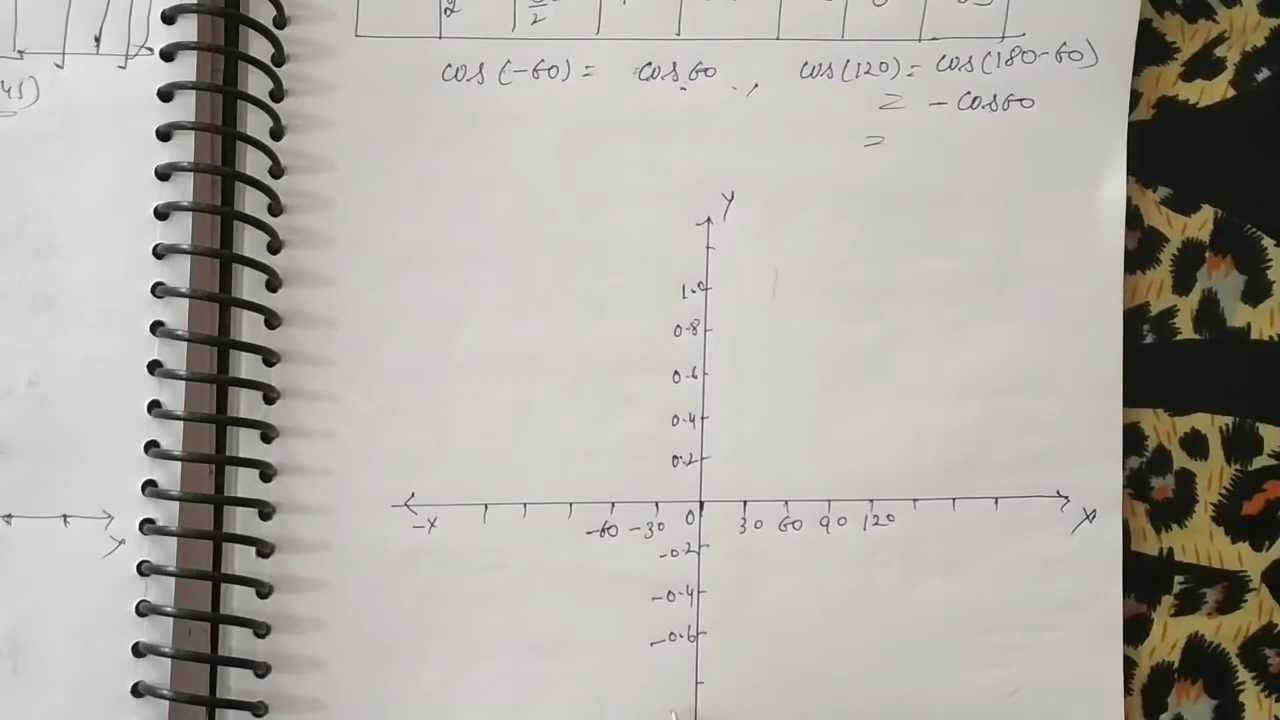 cos(-60) = cos 60 , cos(120) = cos(180-60)
= - cos60
=
Y
1.0
0.8
0.6
0.4
0.2
-X -60 -30 0 30 60 90 120 X
-0.2
-0.4
-0.6